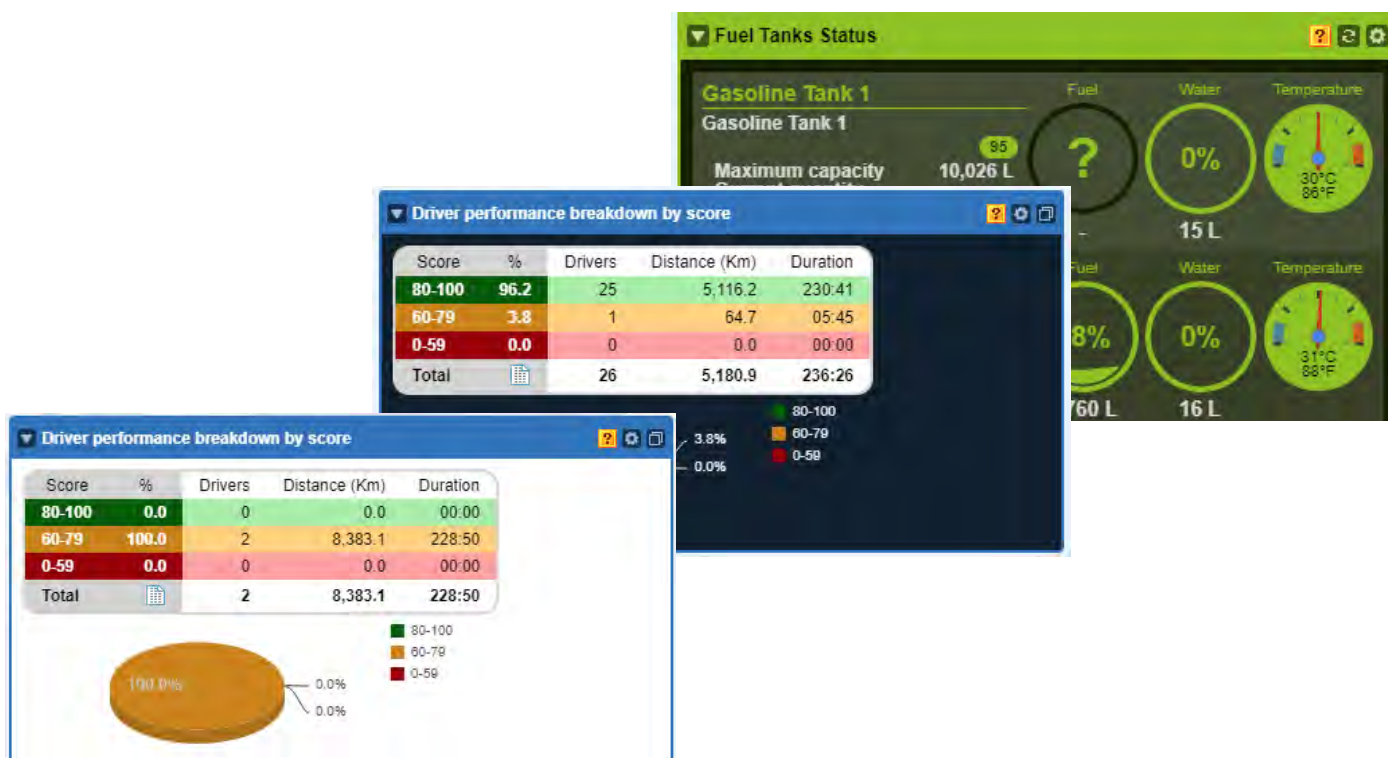 Fuel Tanks Status
?
Gasoline Tank 1
Fuel Water Temperature
Gasoline Tank 1
95
Maximum capacity 10,026 L
? 0% 30°C
86°F
- 15 L
Fuel Water Temperature
8% 0% 31°C
88°F
760 L 16 L
Driver performance breakdown by score
?
Score % Drivers Distance (Km) Duration
80-100 96.2 25 5,116.2 230:41
60-79 3.8 1 64.7 05:45
0-59 0.0 0 0.0 00:00
Total 26 5,180.9 236:26
80-100
60-79
0-59
3.8%
0.0%
Driver performance breakdown by score
?
Score % Drivers Distance (Km) Duration
80-100 0.0 0 0.0 00:00
60-79 100.0 2 8,383.1 228:50
0-59 0.0 0 0.0 00:00
Total 2 8,383.1 228:50
80-100
60-79
0-59
100.0%
0.0%
0.0%